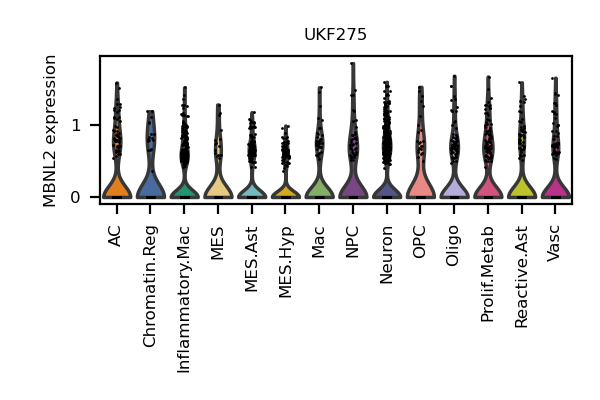 UKF275
MBNL2 expression
1
0
AC
Chromatin.Reg
Inflammatory.Mac
MES
MES.Ast
MES.Hyp
Mac
NPC
Neuron
OPC
Oligo
Prolif.Metab
Reactive.Ast
Vasc